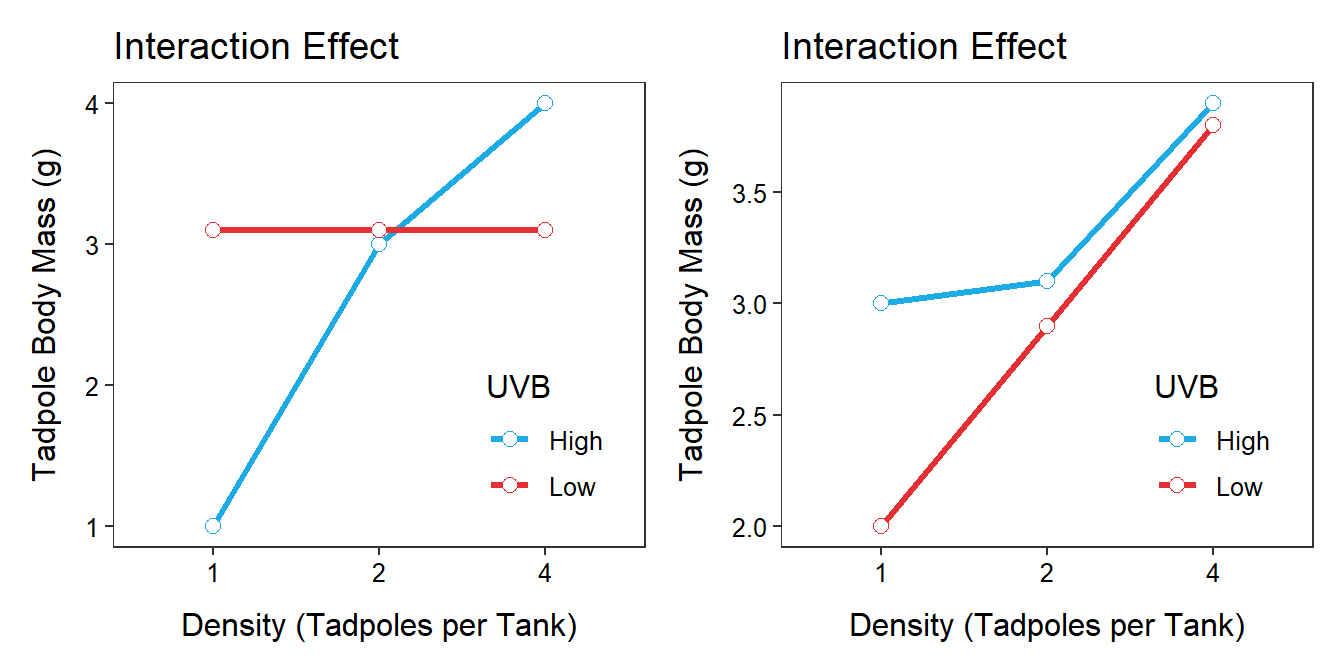 Interaction Effect
Tadpole Body Mass (g)
4
3
2
1
UVB
High
Low
1 2 4
Density (Tadpoles per Tank)
Interaction Effect
Tadpole Body Mass (g)
3.5
3.0
2.5
2.0
UVB
High
Low
1 2 4
Density (Tadpoles per Tank)